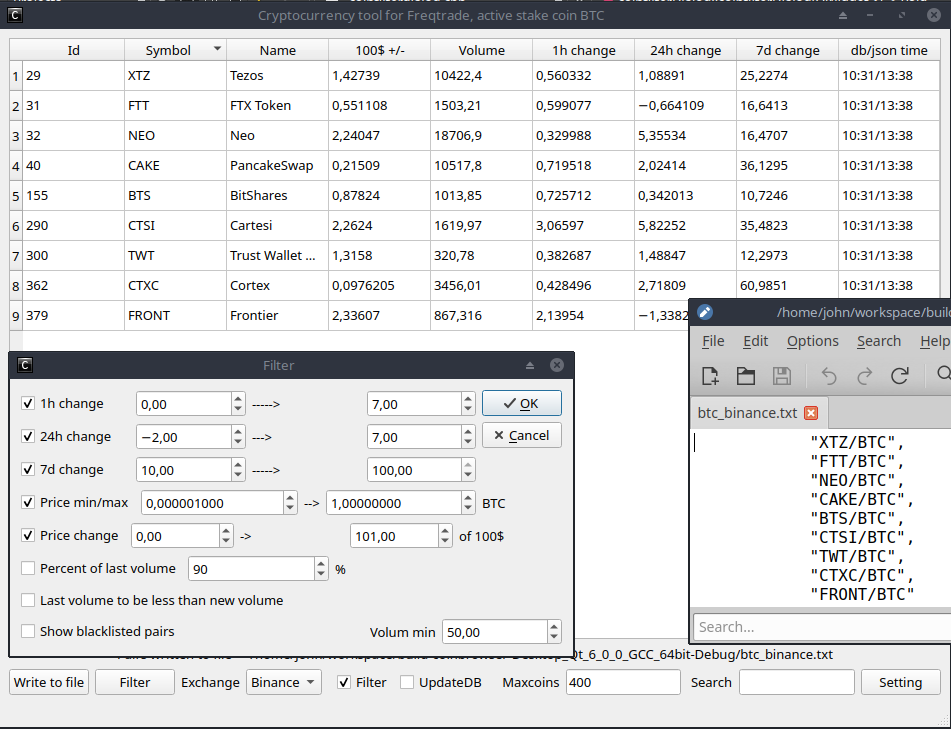 Cryptocurrency tool for Freqtrade, active stake coin BTC
Id Symbol Name 100$ +/- Volume 1h change 24h change 7d change db/json time
1 29 XTZ Tezos 1,42739 10422,4 0,560332 1,08891 25,2274 10:31/13:38
2 31 FTT FTX Token 0,551108 1503,21 0,599077 −0,664109 16,6413 10:31/13:38
3 32 NEO Neo 2,24047 18706,9 0,329988 5,35534 16,4707 10:31/13:38
4 40 CAKE PancakeSwap 0,21509 10517,8 0,719518 2,02414 36,1295 10:31/13:38
5 155 BTS BitShares 0,87824 1013,85 0,725712 0,342013 10,7246 10:31/13:38
6 290 CTSI Cartesi 2,2624 1619,97 3,06597 5,82252 35,4823 10:31/13:38
7 300 TWT Trust Wallet ... 1,3158 320,78 0,382687 1,48847 12,2973 10:31/13:38
8 362 CTXC Cortex 0,0976205 3456,01 0,428496 2,71809 60,9851 10:31/13:38
9 379 FRONT Frontier 2,33607 867,316 2,13954 −1,3382
/home/john/workspace/build
File Edit Options Search Help
btc_binance.txt
"XTZ/BTC",
"FTT/BTC",
"NEO/BTC",
"CAKE/BTC",
"BTS/BTC",
"CTSI/BTC",
"TWT/BTC",
"CTXC/BTC",
"FRONT/BTC"
Search...
Filter
1h change 0,00 -----> 7,00 OK
24h change −2,00 ---> 7,00 Cancel
7d change 10,00 -----> 100,00
Price min/max 0,000001000 --> 1,00000000 BTC
Price change 0,00 -> 101,00 of 100$
Percent of last volume 90 %
Last volume to be less than new volume
Show blacklisted pairs Volum min 50,00
Qt_6_0_0_GCC_64bit-Debug/btc_binance.txt
Write to file Filter Exchange Binance Filter UpdateDB Maxcoins 400 Search Setting